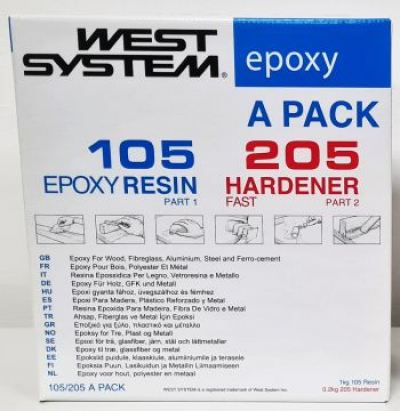 WEST SYSTEM® epoxy
A PACK
105 205
EPOXY RESIN HARDENER
PART 1 FAST PART 2
GB Epoxy For Wood, Fibreglass, Aluminium, Steel and Ferro-cement
FR Epoxy Pour Bois, Polyester Et Métal
IT Resina Epossidica Per Legno, Vetroresina e Metallo
DE Epoxy Für Holz, GFK und Metall
HU Epoxi gyanta fához, üvegszálhoz és fémhez
ES Epoxi Para Madera, Plástico Reforzado y Metal
PT Resina Epoxida Para Madeira, Fibra De Vidro e Metal
TR Ahsap, Fiberglas ve Metal İçin Epoksi
GR Εποξικό για ξύλο, πλαστικό και μέταλλο
NO Epoksy for Tre, Plast og Metall
SE Epoxi för trä, glasfiber, järn, stål och lättmetaller
DK Epoxy til træ, glasfiber og metal
EE Epoksiid puidule, klaaskiule, alumiiniumile ja terasele
FI Epoksi Puun, Lasikuidun ja Metallin Liimaamiseen
NL Epoxy voor hout, polyester en metaal
1kg 105 Resin
0.2kg 205 Hardener
105/205 A PACK WEST SYSTEM is a registered trademark of West System Inc.